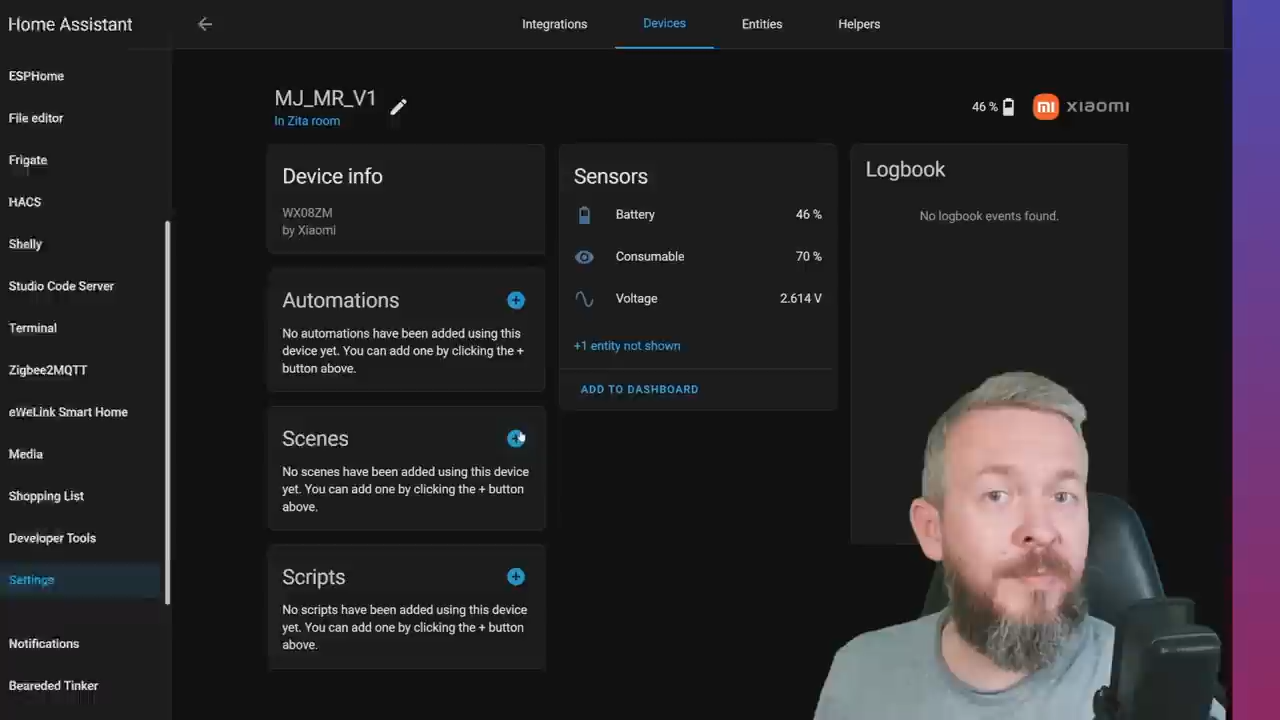 Home Assistant
Integrations
Devices
Entities
Helpers
ESPHome
File editor
Frigate
HACS
Shelly
Studio Code Server
Terminal
Zigbee2MQTT
eWeLink Smart Home
Media
Shopping List
Developer Tools
Settings
Notifications
Beareded Tinker
MJ_MR_V1
In Zita room
46 %
mi xiaomi
Device info
WX08ZM
by Xiaomi
Automations
No automations have been added using this
device yet. You can add one by clicking the +
button above.
Scenes
No scenes have been added using this device
yet. You can add one by clicking the + button
above.
Scripts
No scripts have been added using this device
yet. You can add one by clicking the + button
above.
Sensors
Battery 46 %
Consumable 70 %
Voltage 2.614 V
+1 entity not shown
ADD TO DASHBOARD
Logbook
No logbook events found.